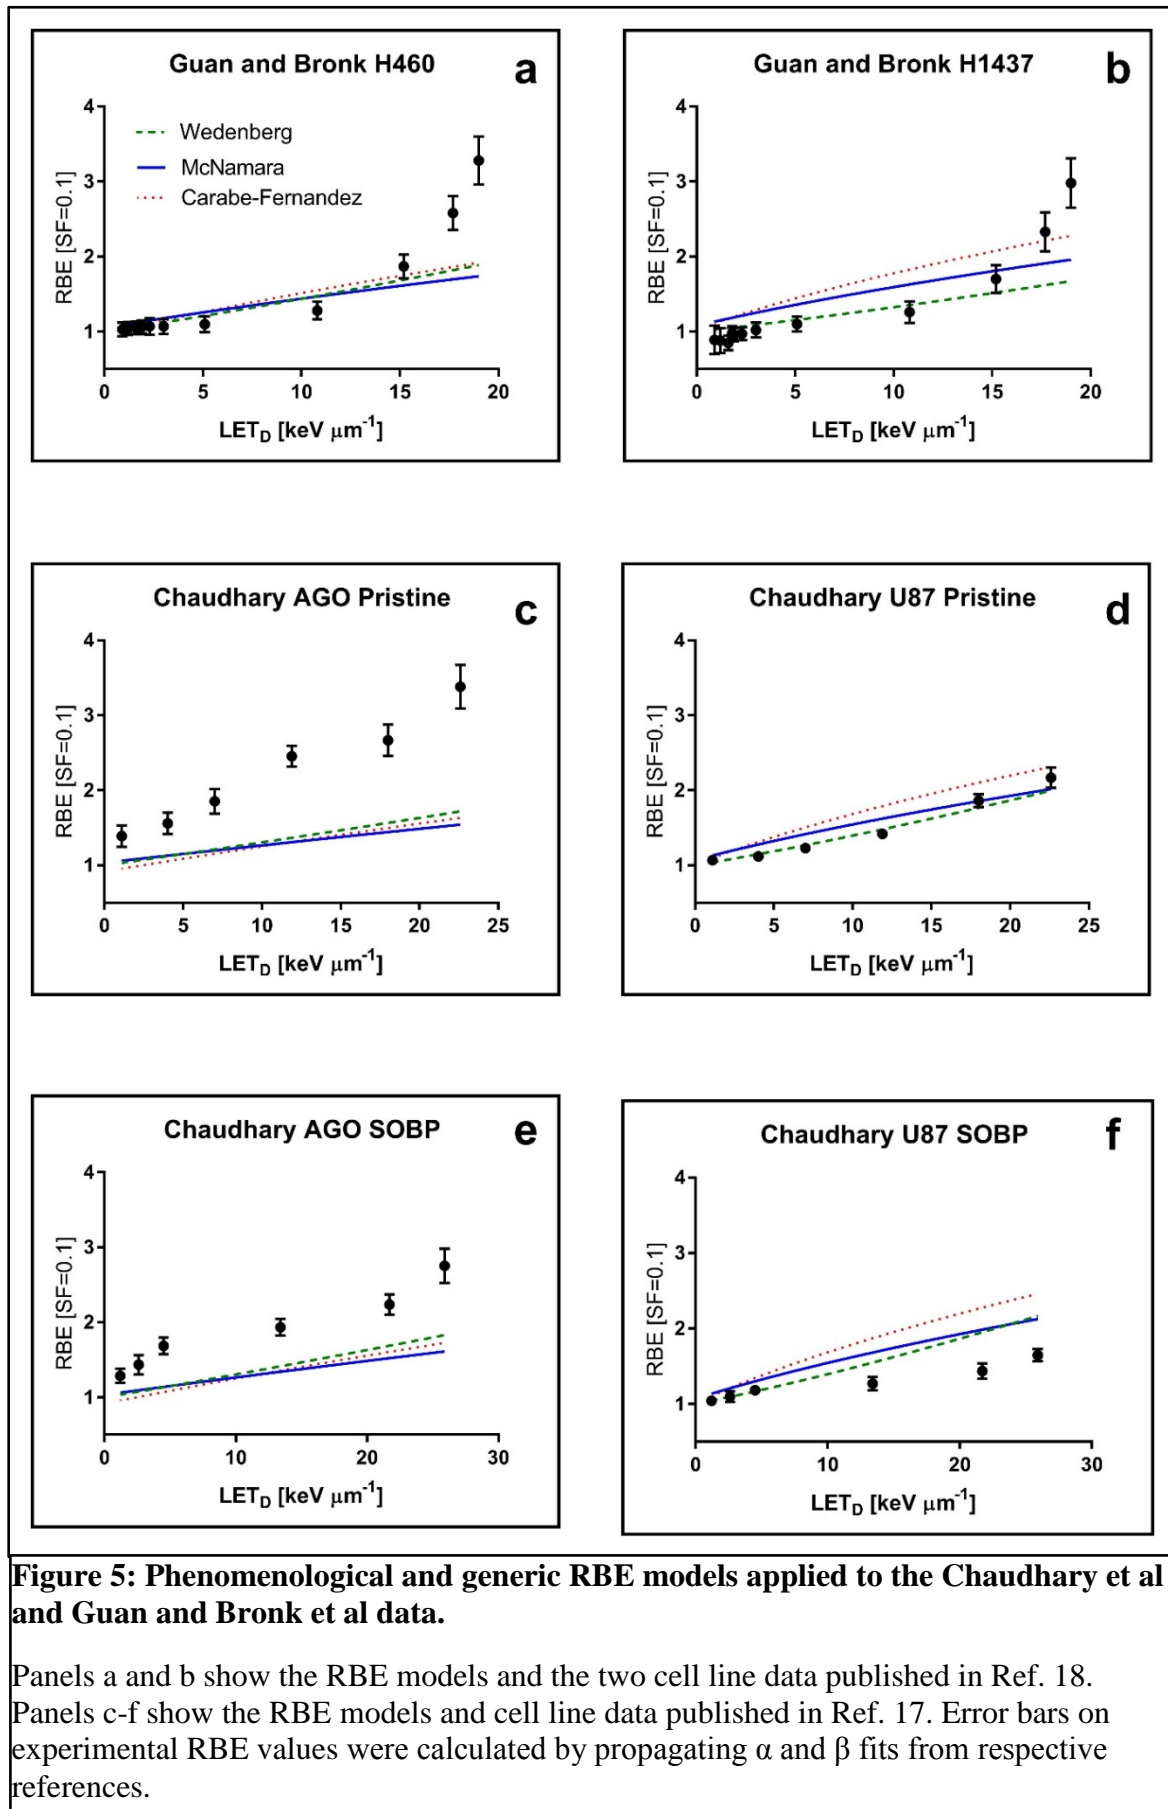 Guan and Bronk H460
a
4
3
2
1
RBE [SF=0.1]
Wedenberg
McNamara
Carabe-Fernandez
0 5 10 15 20
LET_D [keV μm⁻¹]
Guan and Bronk H1437
b
4
3
2
1
RBE [SF=0.1]
0 5 10 15 20
LET_D [keV μm⁻¹]
Chaudhary AGO Pristine
c
4
3
2
1
RBE [SF=0.1]
0 5 10 15 20 25
LET_D [keV μm⁻¹]
Chaudhary U87 Pristine
d
4
3
2
1
RBE [SF=0.1]
0 5 10 15 20 25
LET_D [keV μm⁻¹]
Chaudhary AGO SOBP
e
4
3
2
1
RBE [SF=0.1]
0 10 20 30
LET_D [keV μm⁻¹]
Chaudhary U87 SOBP
f
4
3
2
1
RBE [SF=0.1]
0 10 20 30
LET_D [keV μm⁻¹]
Figure 5: Phenomenological and generic RBE models applied to the Chaudhary et al
and Guan and Bronk et al data.
Panels a and b show the RBE models and the two cell line data published in Ref. 18.
Panels c-f show the RBE models and cell line data published in Ref. 17. Error bars on
experimental RBE values were calculated by propagating α and β fits from respective
references.